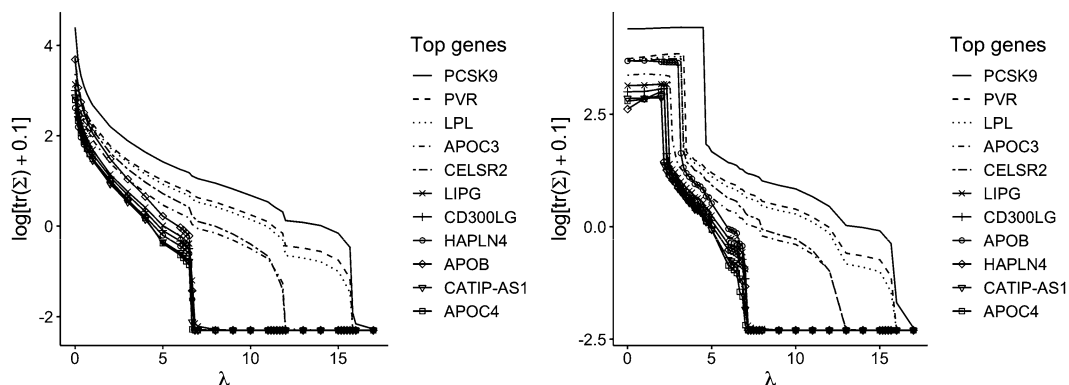 log[tr(Σ) + 0.1]
4
2
0
-2
0
5
10
15
λ
Top genes
PCSK9
PVR
LPL
APOC3
CELSR2
LIPG
CD300LG
HAPLN4
APOB
CATIP-AS1
APOC4
log[tr(Σ) + 0.1]
2.5
0.0
-2.5
0
5
10
15
λ
Top genes
PCSK9
PVR
LPL
APOC3
CELSR2
LIPG
CD300LG
APOB
HAPLN4
CATIP-AS1
APOC4